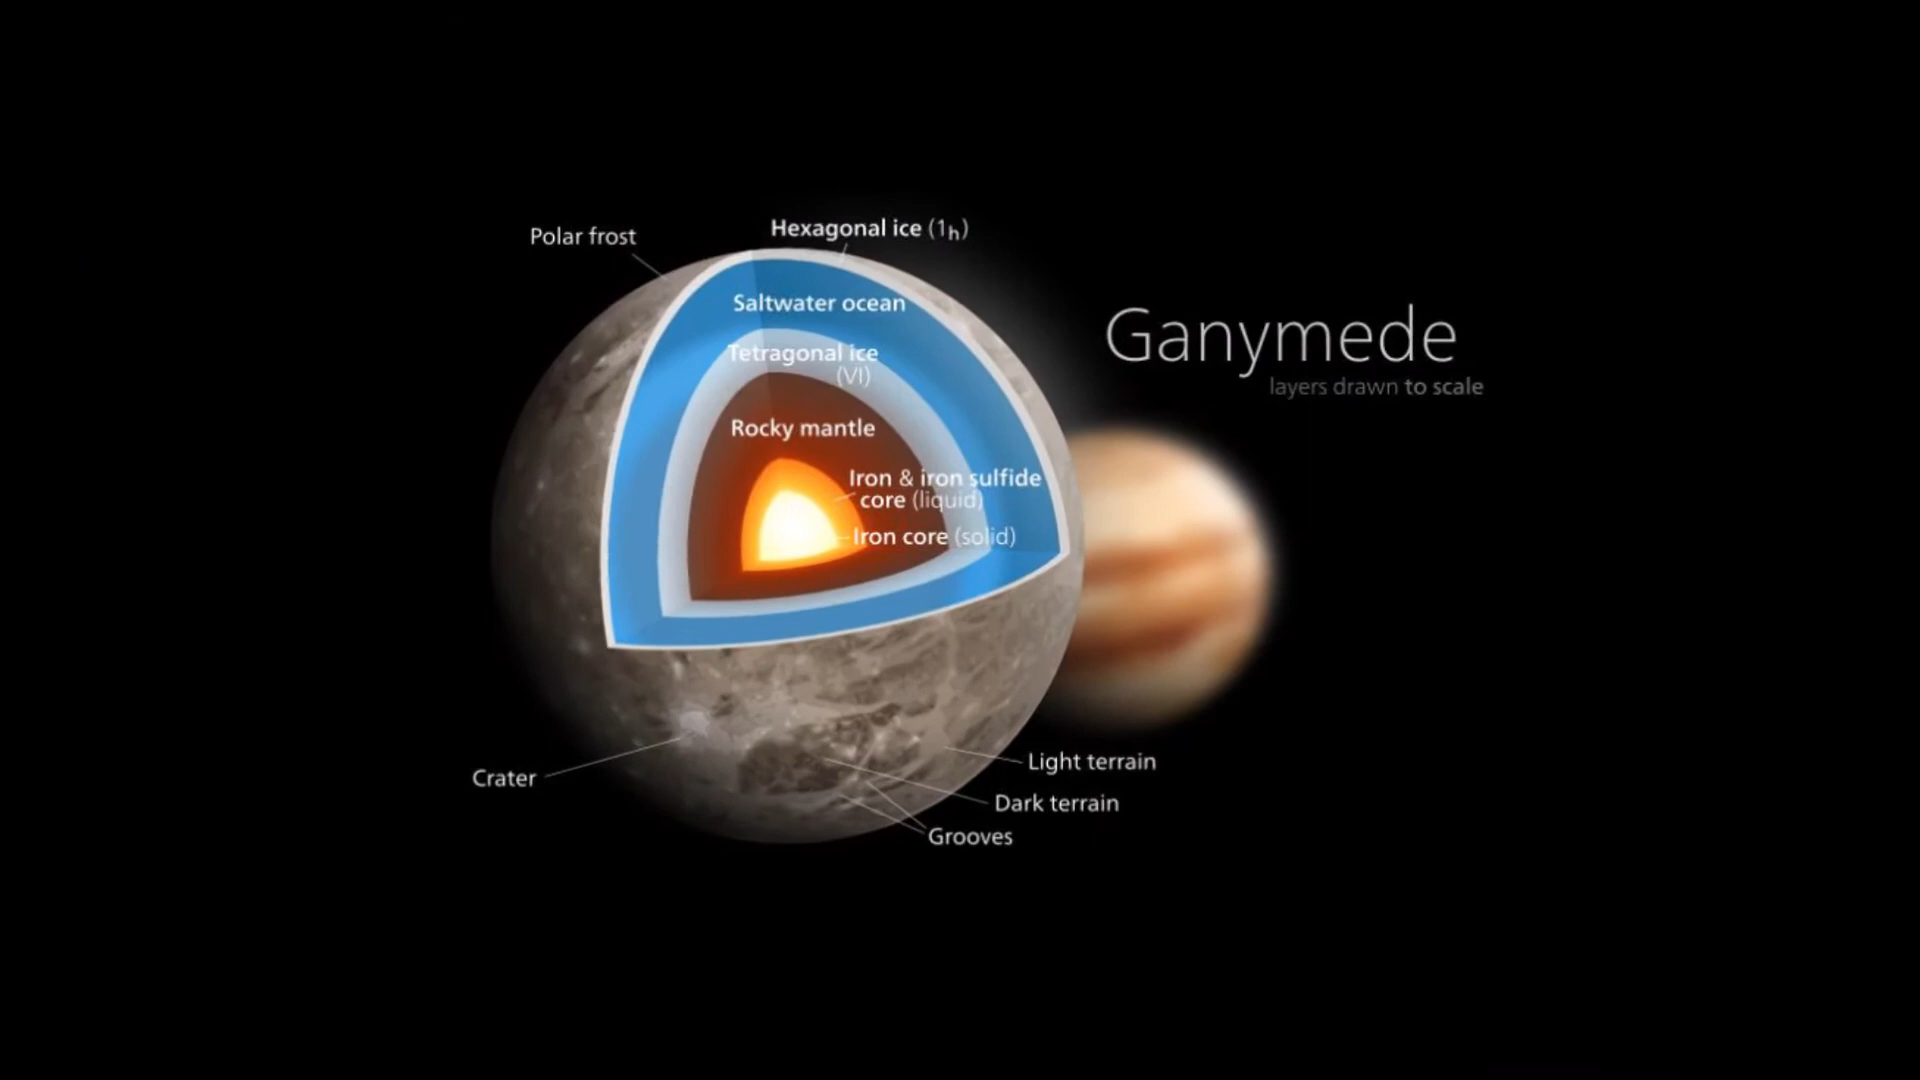 Polar frost
Hexagonal ice (1h)
Saltwater ocean
Tetragonal ice
(VI)
Rocky mantle
Iron & iron sulfide
core (liquid)
Iron core (solid)
Ganymede
layers drawn to scale
Crater
Light terrain
Dark terrain
Grooves